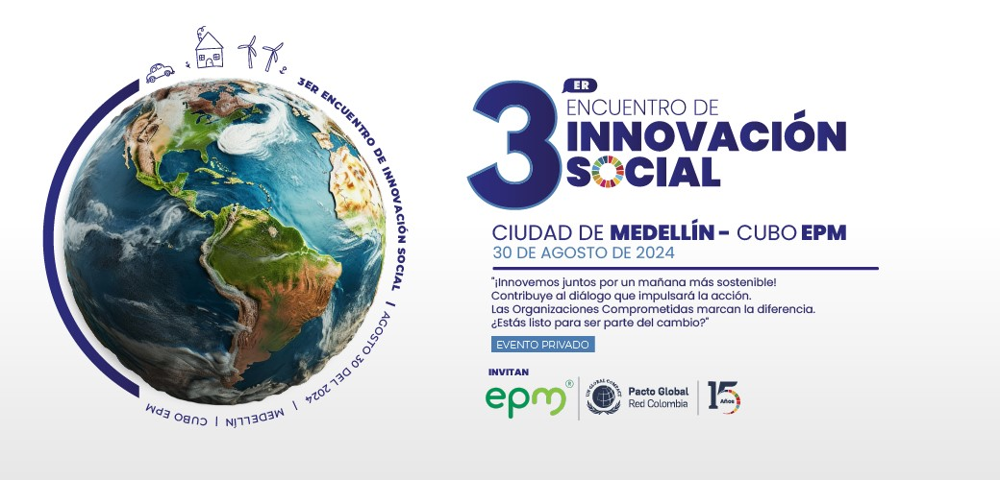 3ER ENCUENTRO DE INNOVACIÓN SOCIAL | AGOSTO 30 DEL 2024 | MEDELLÍN | CUBO EPM
3 ER
ENCUENTRO DE
INNOVACIÓN
SOCIAL
CIUDAD DE MEDELLÍN - CUBO EPM
30 DE AGOSTO DE 2024
"¡Innovemos juntos por un mañana más sostenible!
Contribuye al diálogo que impulsará la acción.
Las Organizaciones Comprometidas marcan la diferencia.
¿Estás listo para ser parte del cambio?"
EVENTO PRIVADO
INVITAN
epm®
UN GLOBAL COMPACT
Pacto Global
Red Colombia
15 Años